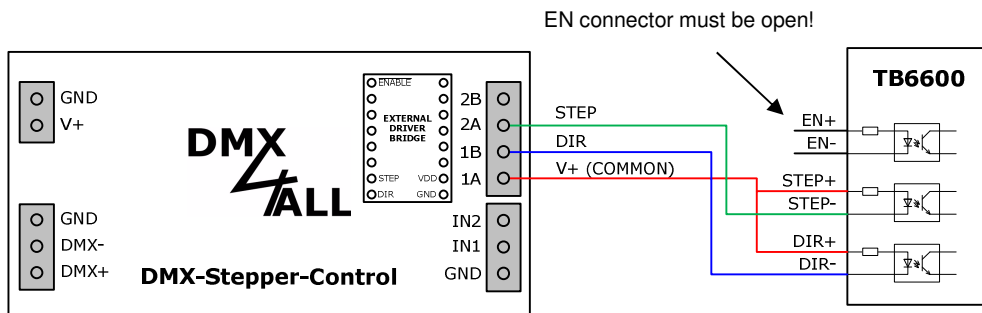 EN connector must be open!
GND
V+
DMX
4
ALL
ENABLE
EXTERNAL
DRIVER
BRIDGE
STEP VDD
DIR GND
2B
2A
1B
1A
STEP
DIR
V+ (COMMON)
TB6600
EN+
EN-
STEP+
STEP-
DIR+
DIR-
GND
DMX-
DMX+
DMX-Stepper-Control
IN2
IN1
GND